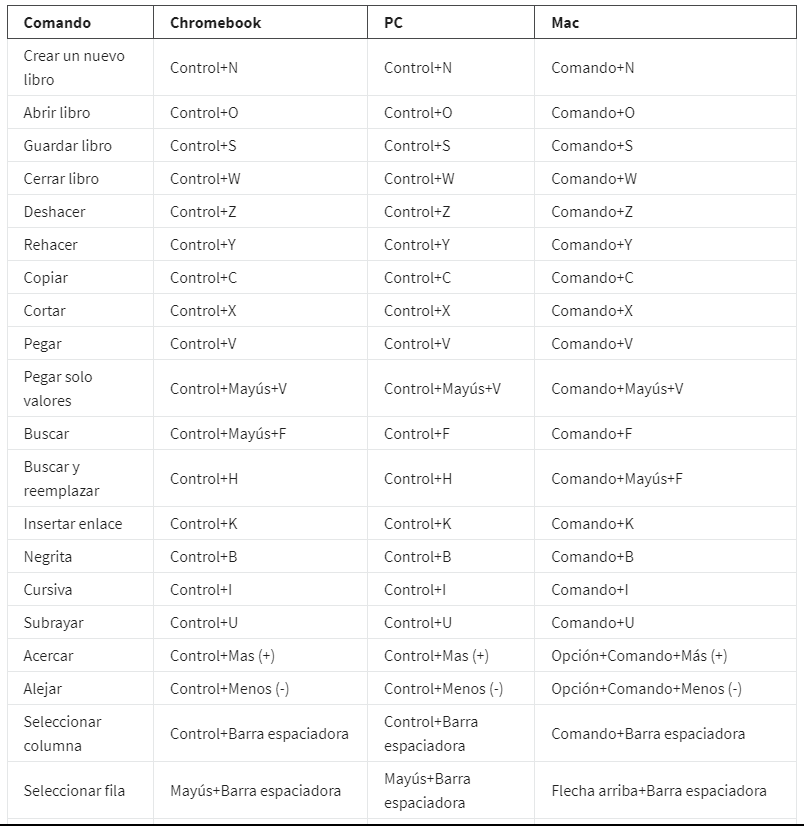 Comando Chromebook PC Mac
Crear un nuevo
libro Control+N Control+N Comando+N
Abrir libro Control+O Control+O Comando+O
Guardar libro Control+S Control+S Comando+S
Cerrar libro Control+W Control+W Comando+W
Deshacer Control+Z Control+Z Comando+Z
Rehacer Control+Y Control+Y Comando+Y
Copiar Control+C Control+C Comando+C
Cortar Control+X Control+X Comando+X
Pegar Control+V Control+V Comando+V
Pegar solo
valores Control+Mayús+V Control+Mayús+V Comando+Mayús+V
Buscar Control+Mayús+F Control+F Comando+F
Buscar y
reemplazar Control+H Control+H Comando+Mayús+F
Insertar enlace Control+K Control+K Comando+K
Negrita Control+B Control+B Comando+B
Cursiva Control+I Control+I Comando+I
Subrayar Control+U Control+U Comando+U
Acercar Control+Mas (+) Control+Mas (+) Opción+Comando+Más (+)
Alejar Control+Menos (-) Control+Menos (-) Opción+Comando+Menos (-)
Seleccionar
columna Control+Barra espaciadora Control+Barra
espaciadora Comando+Barra espaciadora
Seleccionar fila Mayús+Barra espaciadora Mayús+Barra
espaciadora Flecha arriba+Barra espaciadora